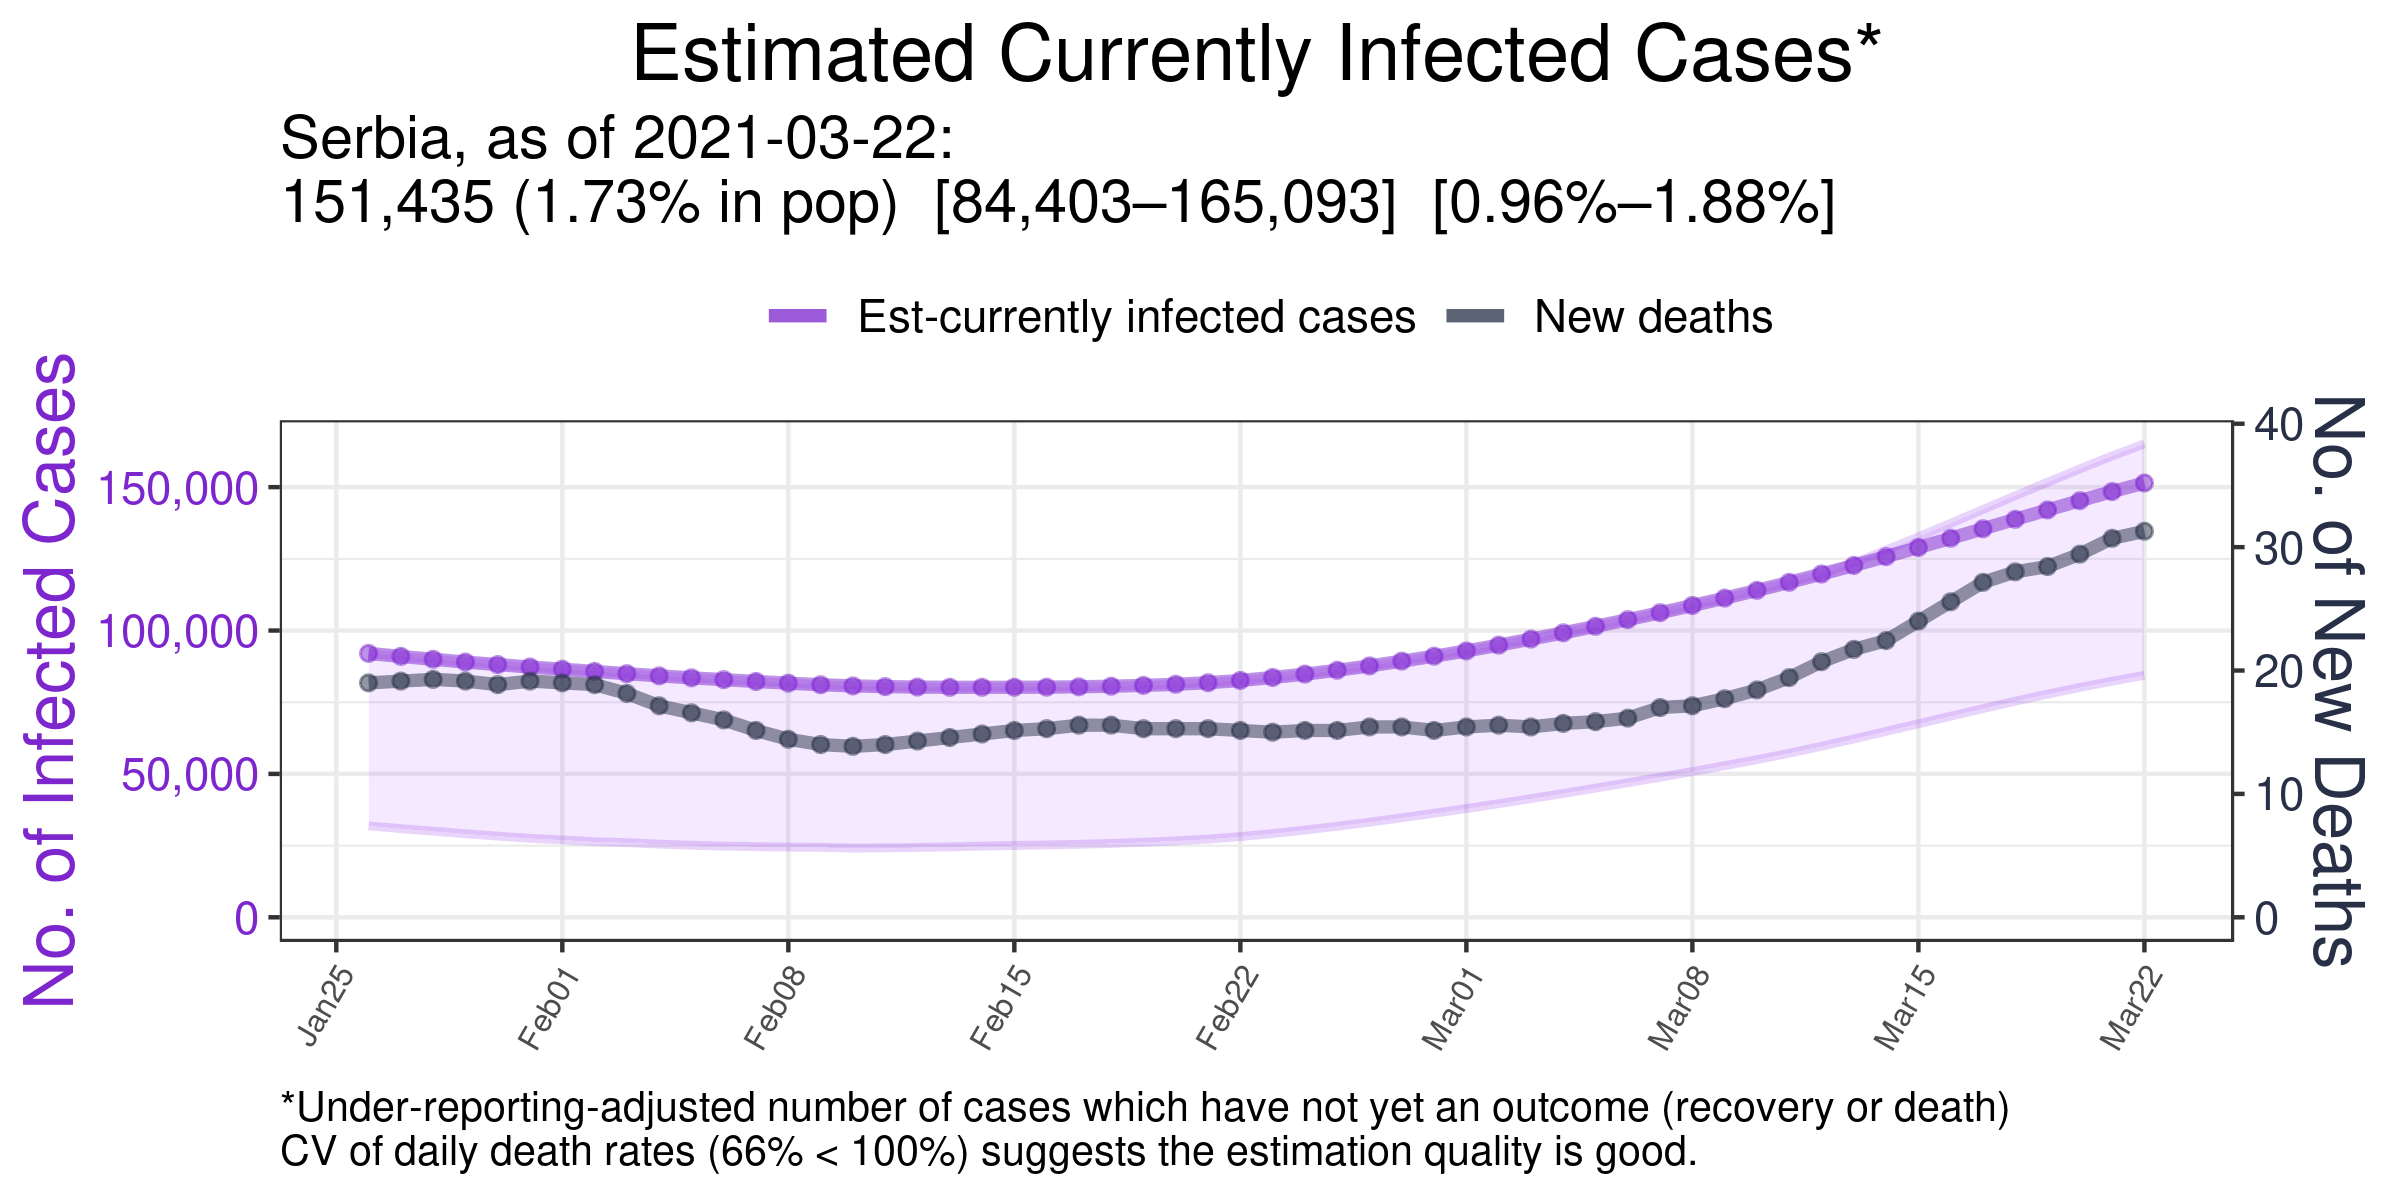 Estimated Currently Infected Cases*
Serbia, as of 2021-03-22:
151,435 (1.73% in pop)  [84,403–165,093]  [0.96%–1.88%]
Est-currently infected cases
New deaths
No. of Infected Cases
150,000
100,000
50,000
0
No. of New Deaths
40
30
20
10
0
Jan25
Feb01
Feb08
Feb15
Feb22
Mar01
Mar08
Mar15
Mar22
*Under-reporting-adjusted number of cases which have not yet an outcome (recovery or death)
CV of daily death rates (66% < 100%) suggests the estimation quality is good.